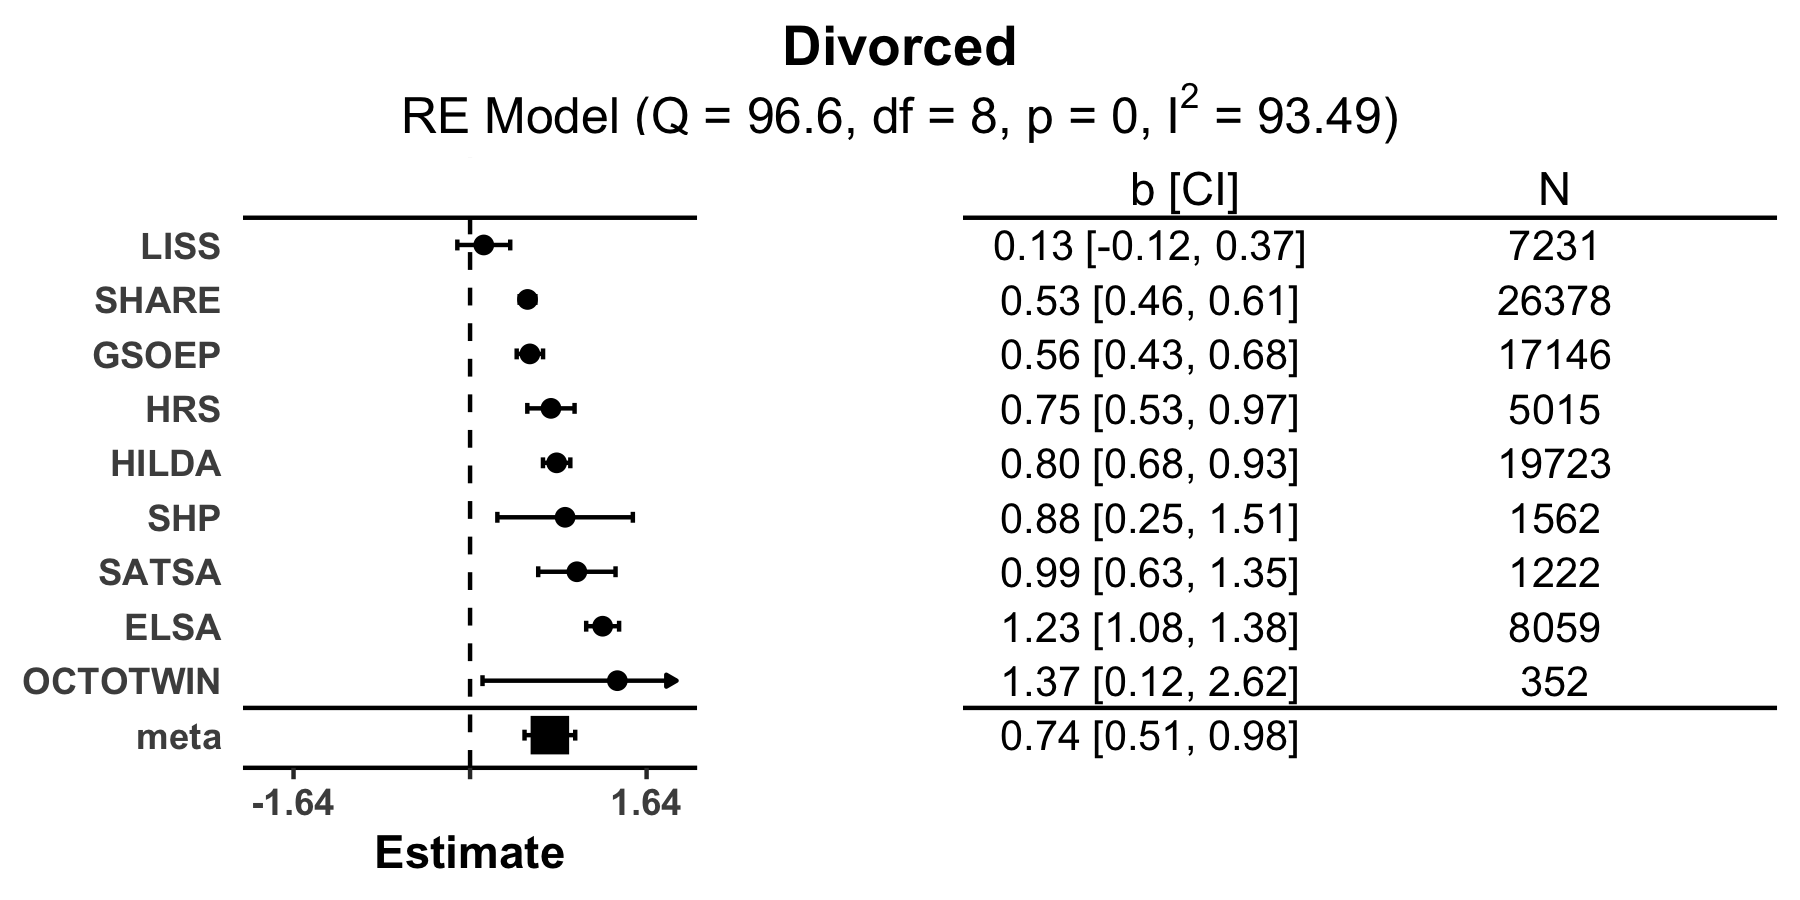 Divorced
RE Model (Q = 96.6, df = 8, p = 0, I² = 93.49)
b [CI] N
LISS 0.13 [-0.12, 0.37] 7231
SHARE 0.53 [0.46, 0.61] 26378
GSOEP 0.56 [0.43, 0.68] 17146
HRS 0.75 [0.53, 0.97] 5015
HILDA 0.80 [0.68, 0.93] 19723
SHP 0.88 [0.25, 1.51] 1562
SATSA 0.99 [0.63, 1.35] 1222
ELSA 1.23 [1.08, 1.38] 8059
OCTOTWIN 1.37 [0.12, 2.62] 352
meta 0.74 [0.51, 0.98]
-1.64 1.64
Estimate